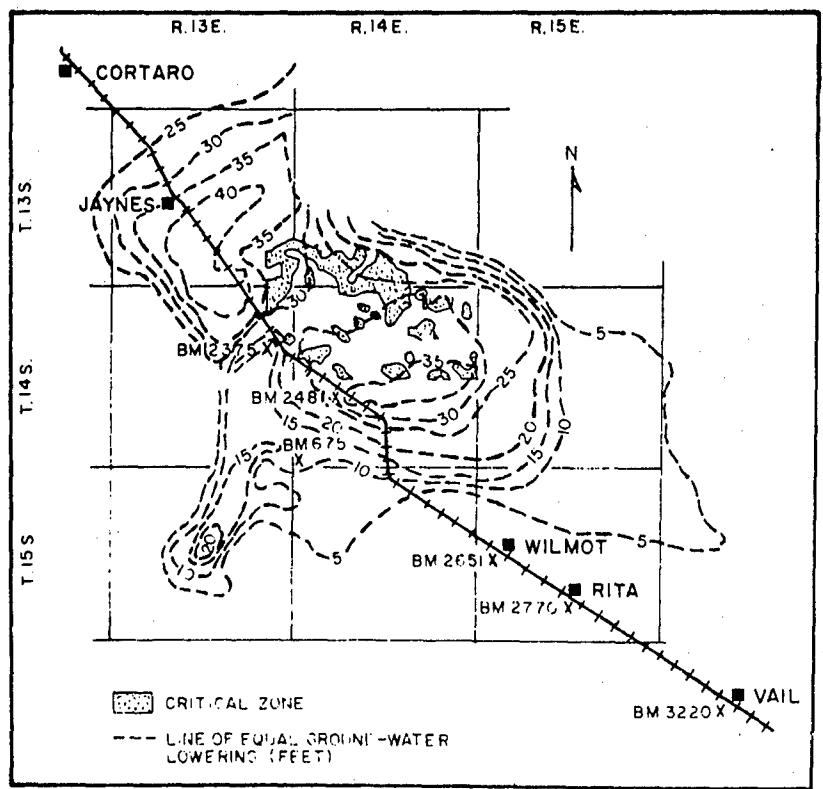 R.13E. R.14E. R.15E.
CORTARO
25
30
N
35
T.13S.
40
JAYNES
35
30
5
BM 2375 X
35
T.14S.
25
BM 2481 X
30
15
20
20
10
BM 675
X
15
15
10
T.15S
5
WILMOT
5
20
BM 2651 X
10
RITA
BM 2770 X
VAIL
CRITICAL ZONE
BM 3220 X
LINE OF EQUAL GROUND-WATER
LOWERING (FEET)